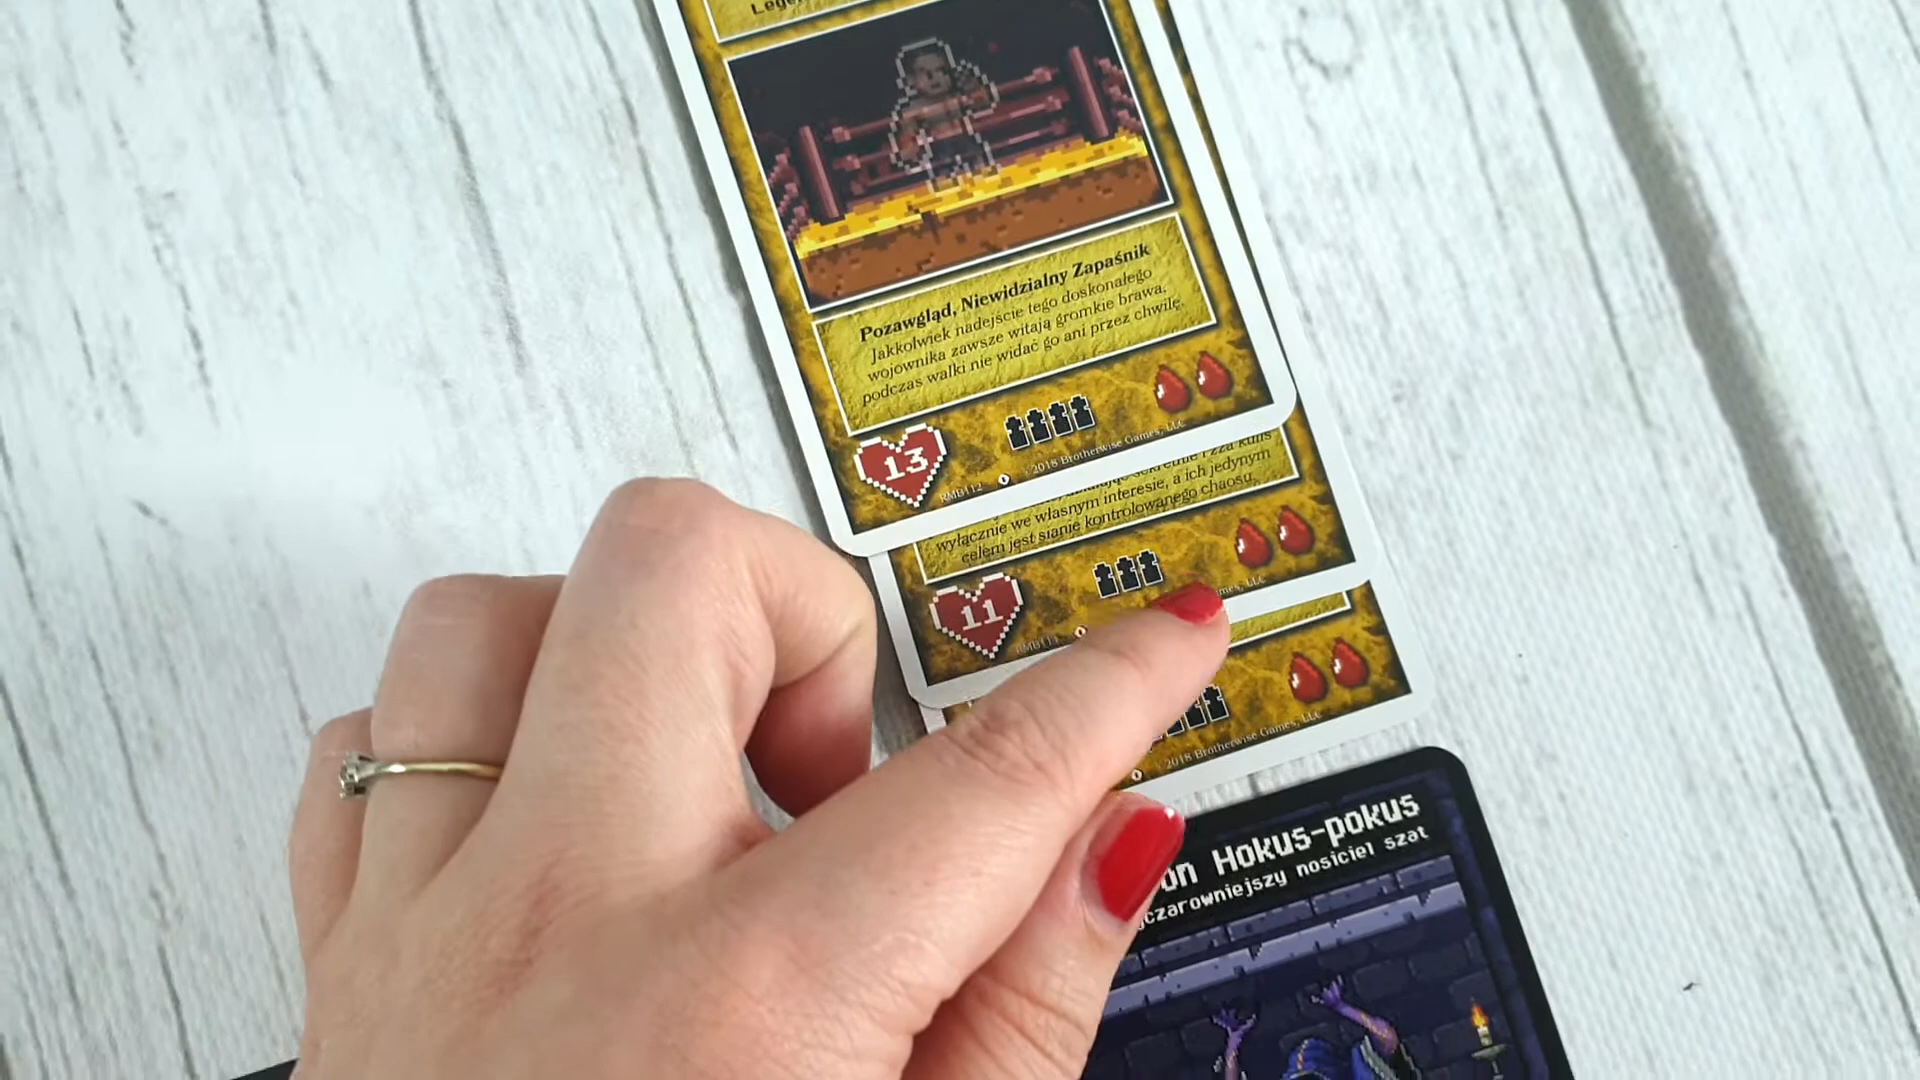 Pozawgląd, Niewidzialny Zapaśnik
Jakkolwiek nadejście tego doskonałego
wojownika zawsze witają gromkie brawa,
podczas walki nie widać go ani przez chwilę.
13
RMB112
2018 Brotherwise Games, LLC
wyłącznie we własnym interesie, a ich jedynym
celem jest sianie kontrolowanego chaosu.
11
LLC
© 2018 Brotherwise Games, LLC
Hokus-pokus
nosiciel szat